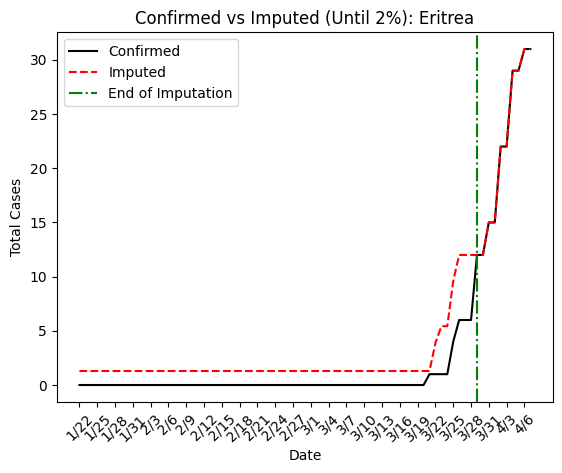 Confirmed vs Imputed (Until 2%): Eritrea
Confirmed
Imputed
End of Imputation
Total Cases
30
25
20
15
10
5
0
1/22 1/25 1/28 1/31 2/3 2/6 2/9 2/12 2/15 2/18 2/21 2/24 2/27 3/1 3/4 3/7 3/10 3/13 3/16 3/19 3/22 3/25 3/28 3/31 4/3 4/6
Date